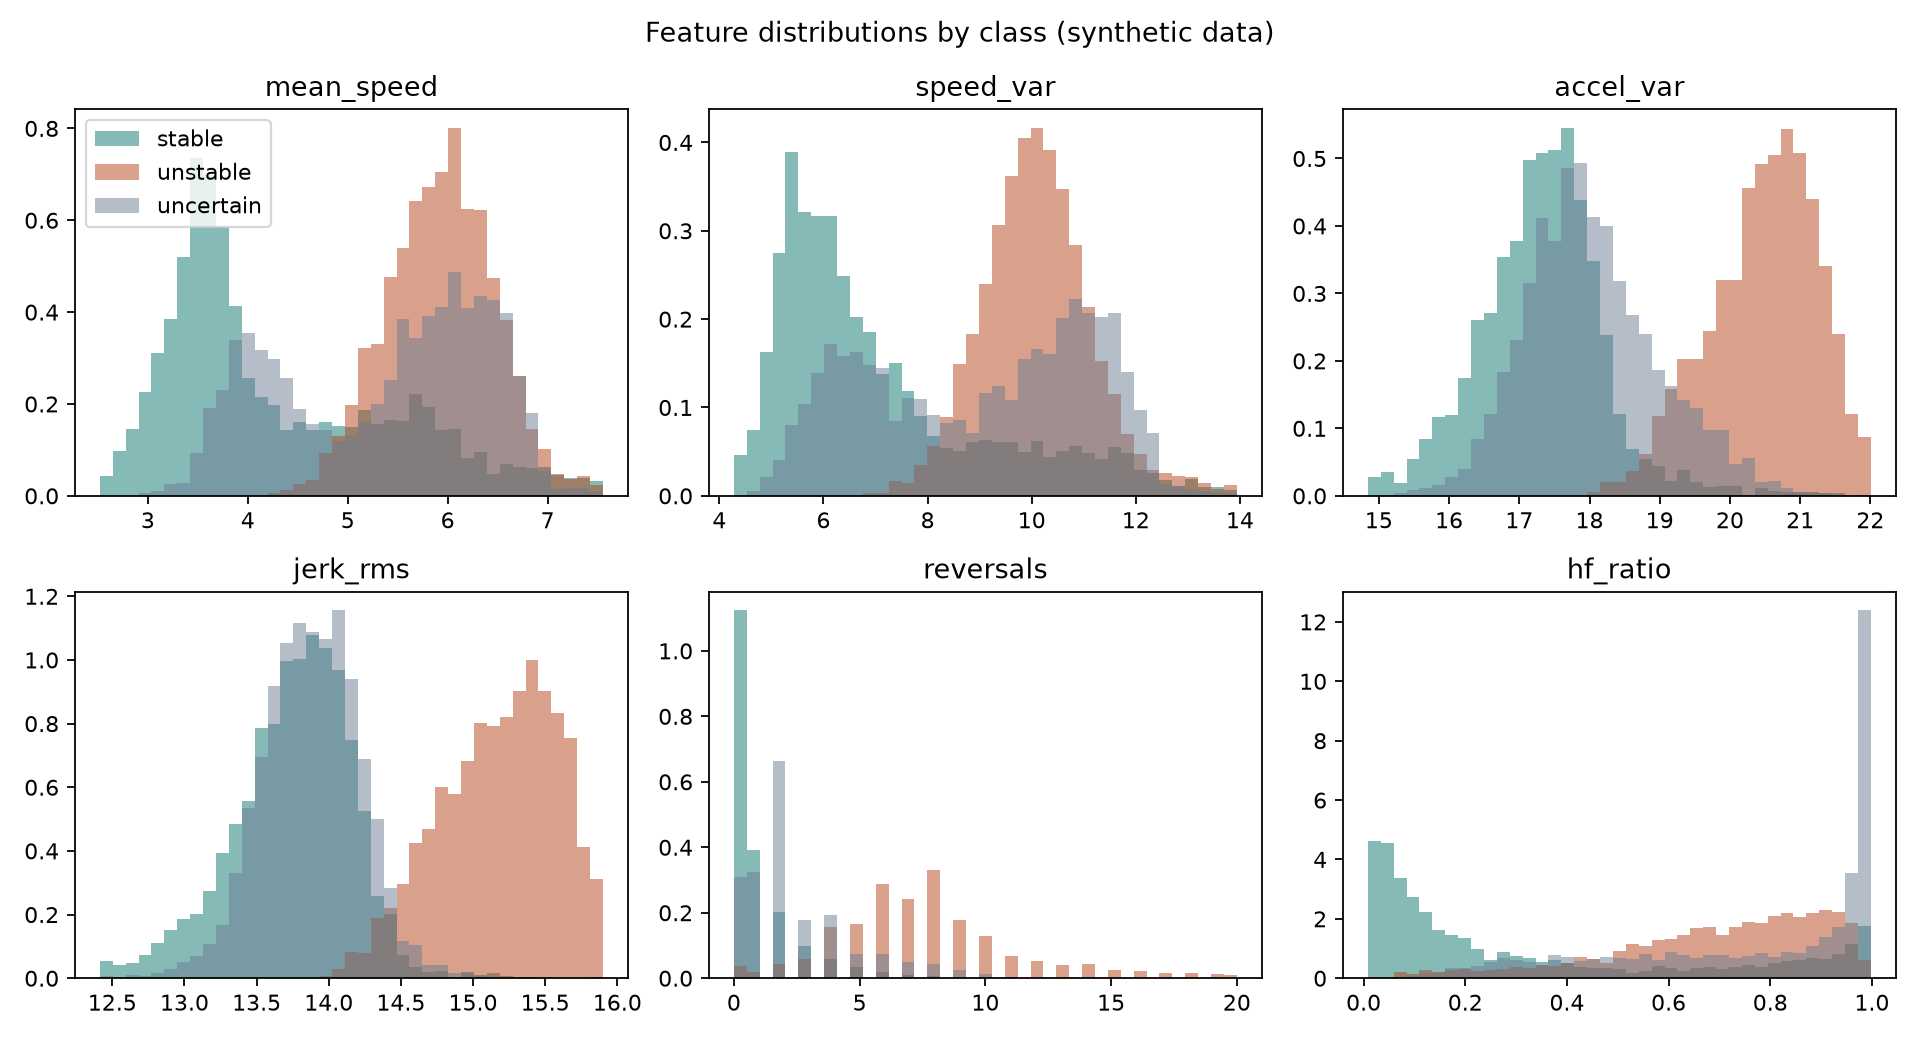 Feature distributions by class (synthetic data)
mean_speed
speed_var
accel_var
0.8
0.6
0.4
0.2
0.0
stable
unstable
uncertain
3 4 5 6 7
0.4
0.3
0.2
0.1
0.0
4 6 8 10 12 14
0.5
0.4
0.3
0.2
0.1
0.0
15 16 17 18 19 20 21 22
jerk_rms
reversals
hf_ratio
1.2
1.0
0.8
0.6
0.4
0.2
0.0
12.5 13.0 13.5 14.0 14.5 15.0 15.5 16.0
1.0
0.8
0.6
0.4
0.2
0.0
0 5 10 15 20
12
10
8
6
4
2
0
0.0 0.2 0.4 0.6 0.8 1.0